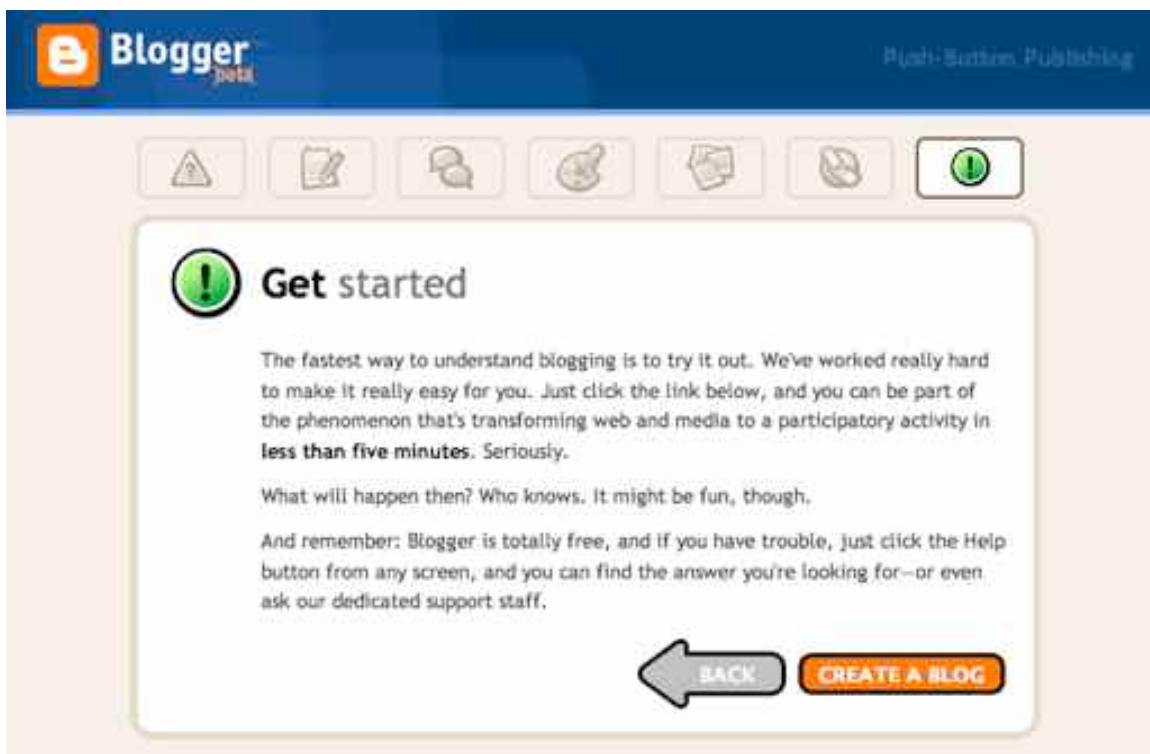 Blogger
beta
Push-Button Publishing
Get started
The fastest way to understand blogging is to try it out. We've worked really hard
to make it really easy for you. Just click the link below, and you can be part of
the phenomenon that's transforming web and media to a participatory activity in
less than five minutes. Seriously.
What will happen then? Who knows. It might be fun, though.
And remember: Blogger is totally free, and if you have trouble, just click the Help
button from any screen, and you can find the answer you're looking for—or even
ask our dedicated support staff.
BACK
CREATE A BLOG